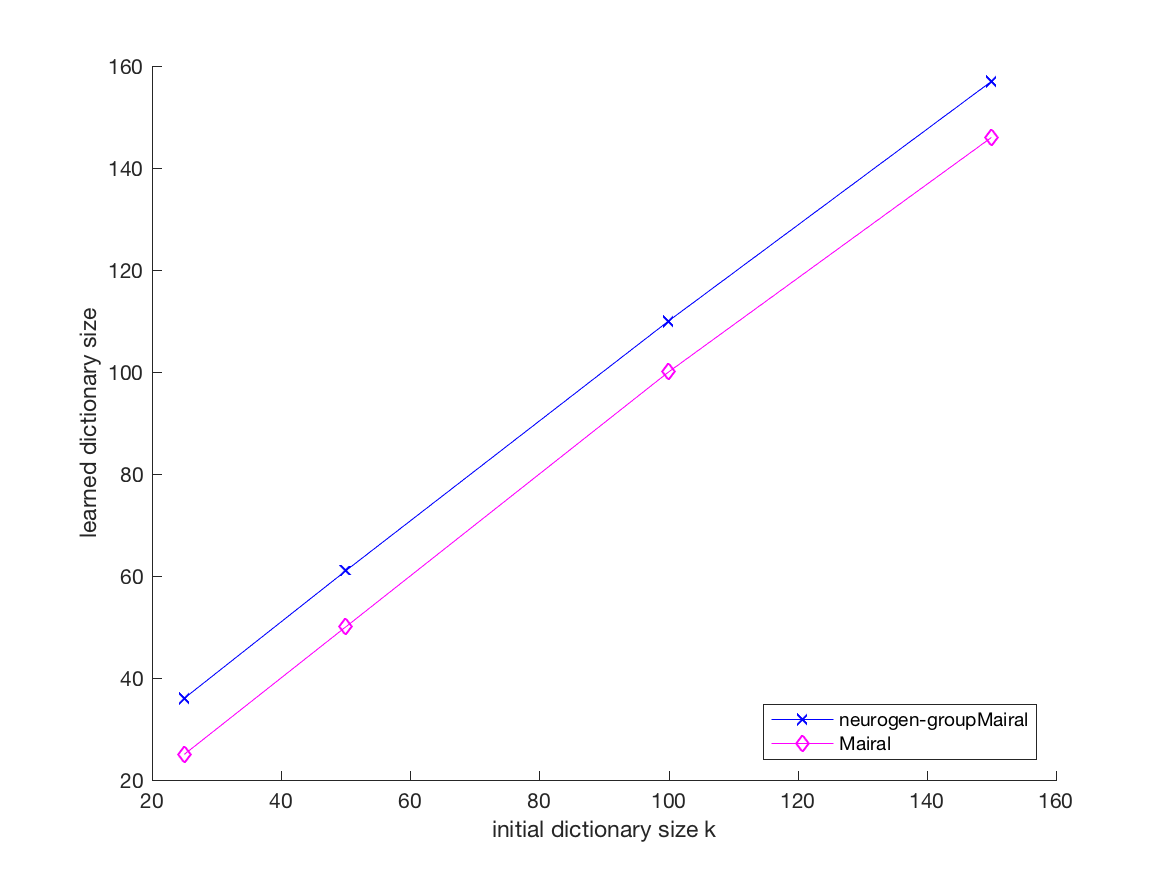 160
140
120
100
80
60
40
20
learned dictionary size
20 40 60 80 100 120 140 160
initial dictionary size k
neurogen-groupMairal
Mairal